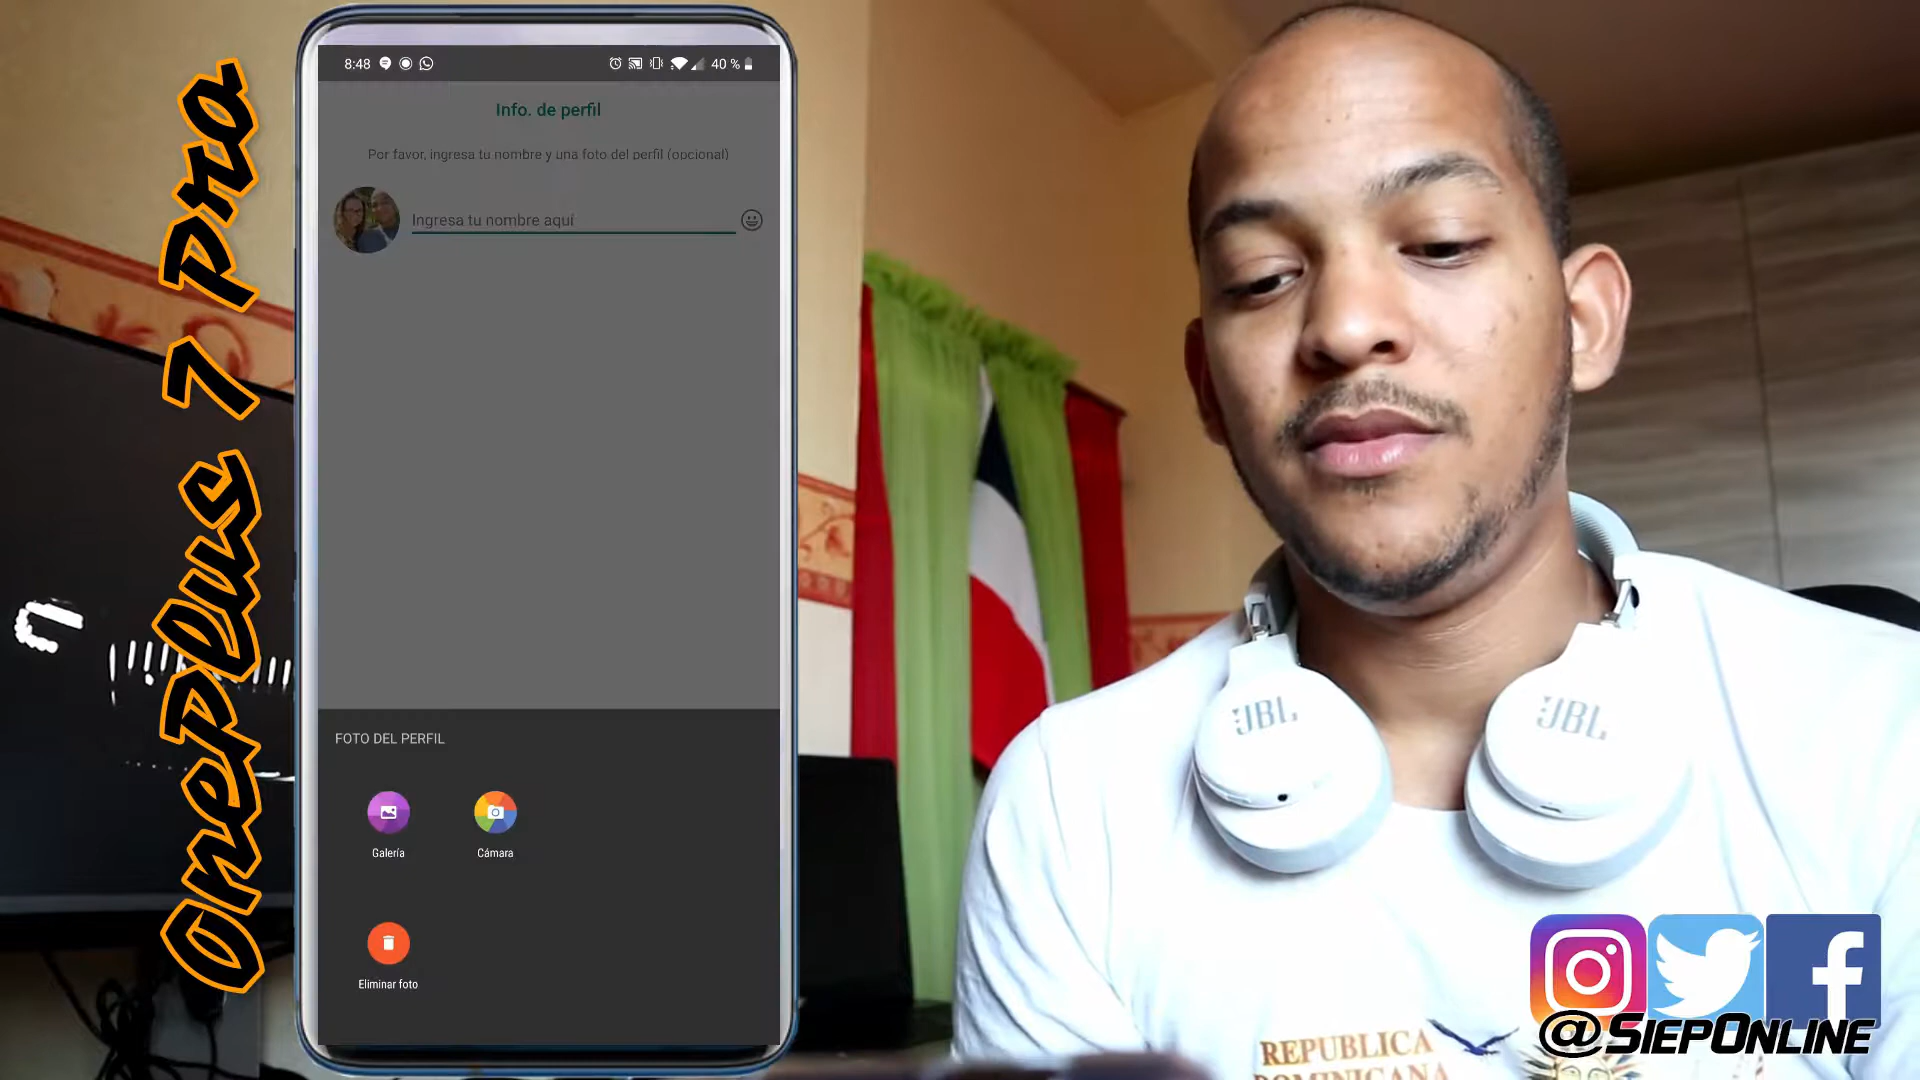 OnePlus 7 Pro
8:48
40 %
Info. de perfil
Por favor, ingresa tu nombre y una foto del perfil (opcional)
Ingresa tu nombre aquí
FOTO DEL PERFIL
Galería
Cámara
Eliminar foto
JBL
JBL
@SiepOnline
REPUBLICA
DOMINICANA